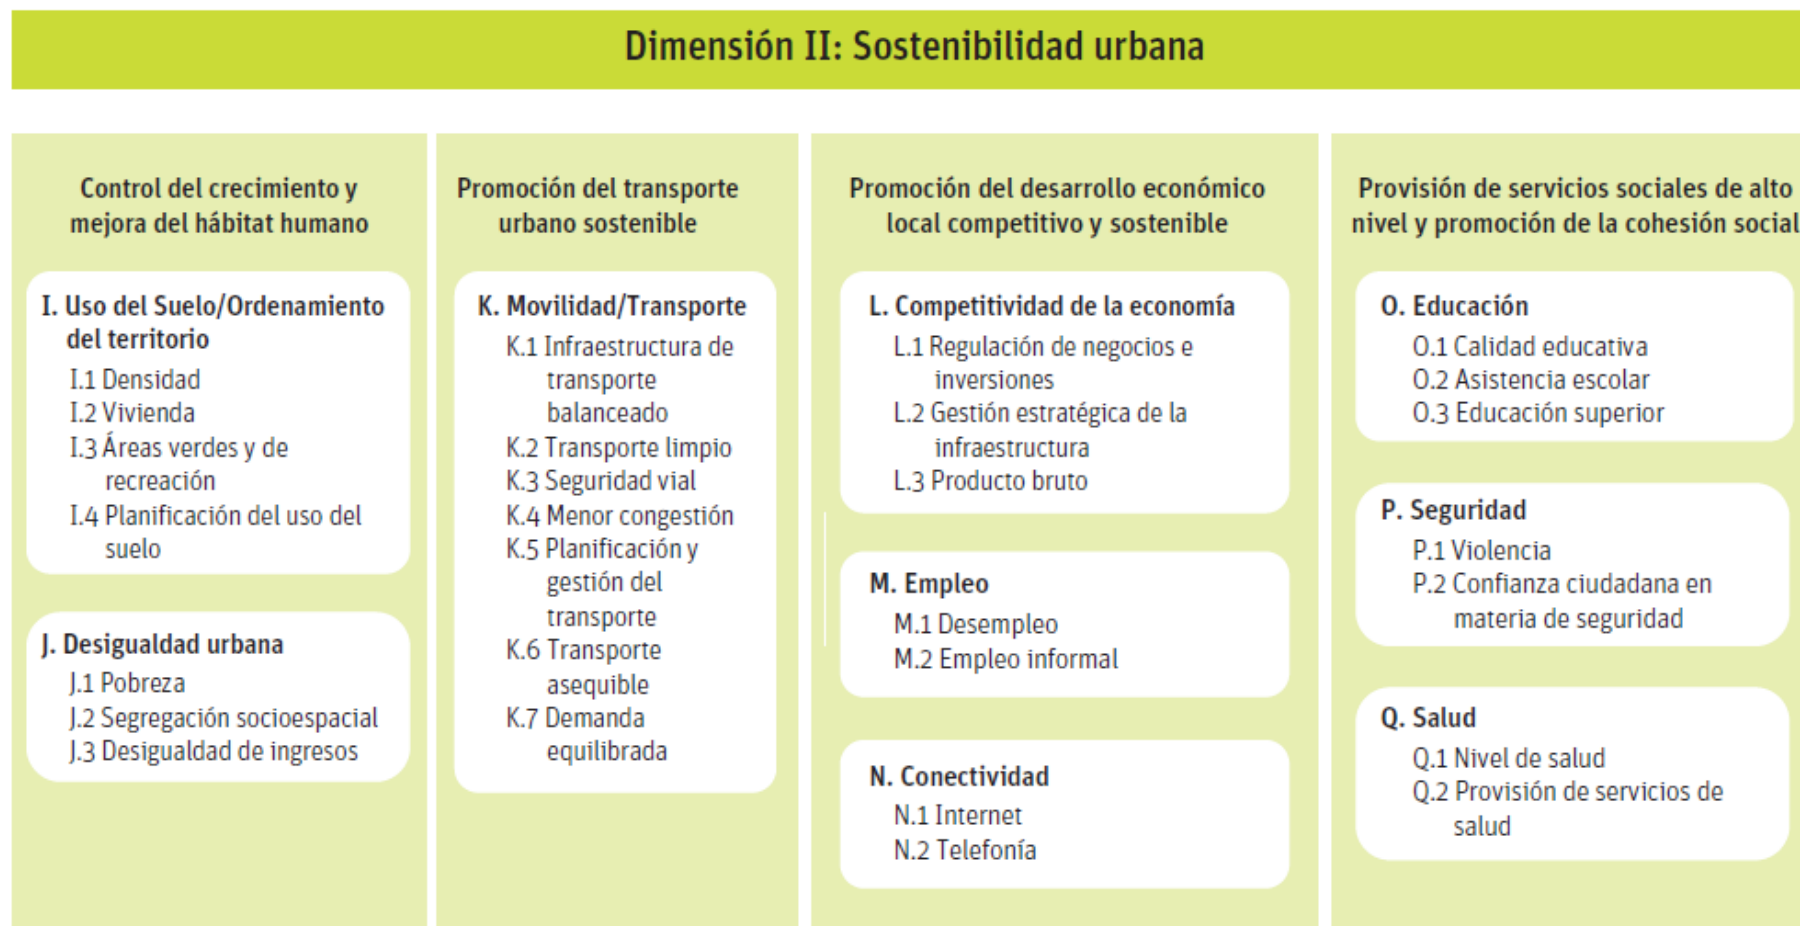 Dimensión II: Sostenibilidad urbana
Control del crecimiento y
mejora del hábitat humano
I. Uso del Suelo/Ordenamiento
del territorio
I.1 Densidad
I.2 Vivienda
I.3 Áreas verdes y de
recreación
I.4 Planificación del uso del
suelo
J. Desigualdad urbana
J.1 Pobreza
J.2 Segregación socioespacial
J.3 Desigualdad de ingresos
Promoción del transporte
urbano sostenible
K. Movilidad/Transporte
K.1 Infraestructura de
transporte
balanceado
K.2 Transporte limpio
K.3 Seguridad vial
K.4 Menor congestión
K.5 Planificación y
gestión del
transporte
K.6 Transporte
asequible
K.7 Demanda
equilibrada
Promoción del desarrollo económico
local competitivo y sostenible
L. Competitividad de la economía
L.1 Regulación de negocios e
inversiones
L.2 Gestión estratégica de la
infraestructura
L.3 Producto bruto
M. Empleo
M.1 Desempleo
M.2 Empleo informal
N. Conectividad
N.1 Internet
N.2 Telefonía
Provisión de servicios sociales de alto
nivel y promoción de la cohesión social
O. Educación
O.1 Calidad educativa
O.2 Asistencia escolar
O.3 Educación superior
P. Seguridad
P.1 Violencia
P.2 Confianza ciudadana en
materia de seguridad
Q. Salud
Q.1 Nivel de salud
Q.2 Provisión de servicios de
salud